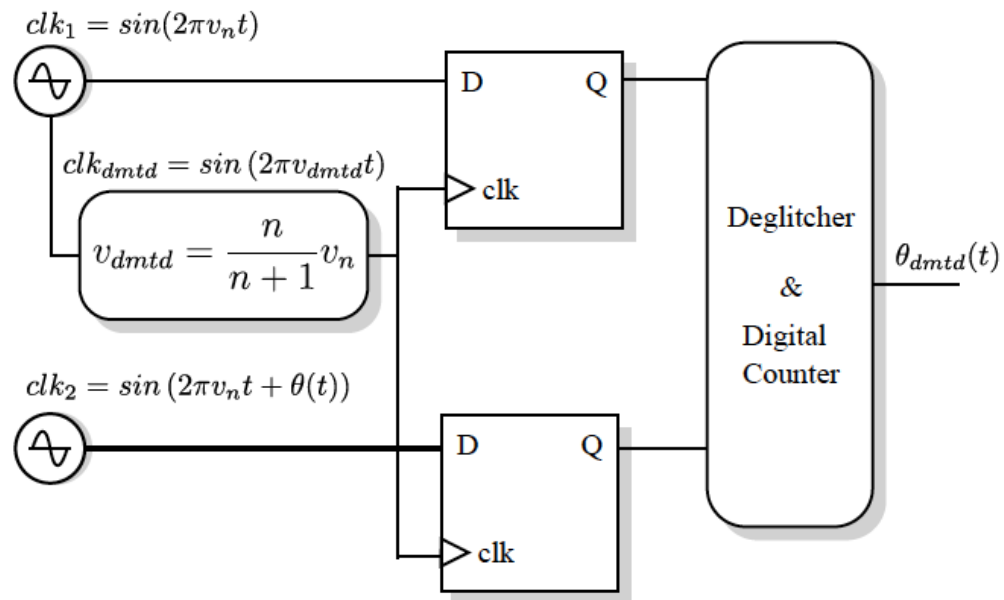 clk₁ = sin(2πvₙt)
D Q
clk
clk_dmtd = sin (2πv_dmtd t)
v_dmtd = n/(n + 1) vₙ
Deglitcher
&
Digital
Counter
θ_dmtd(t)
clk₂ = sin (2πvₙt + θ(t))
D Q
clk